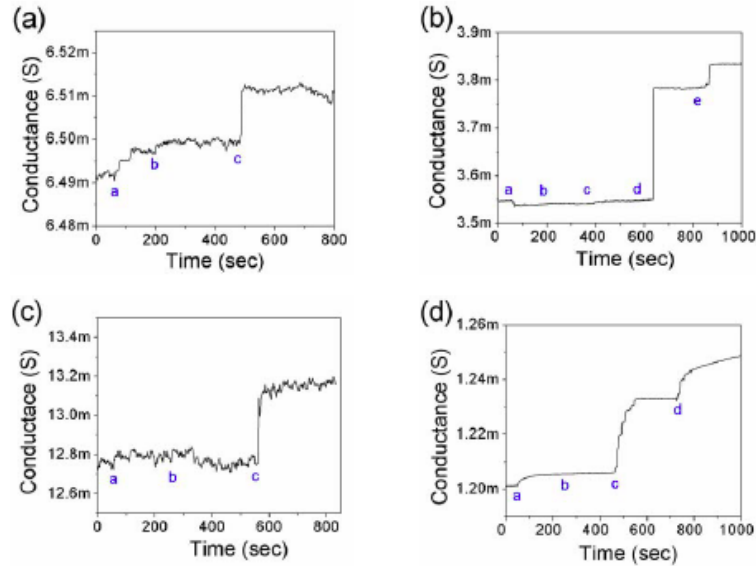 (a)
Conductance (S)
6.52m
6.51m
6.50m
6.49m
6.48m
a
b
c
0 200 400 600 800
Time (sec)
(b)
Conductance (S)
3.9m
3.8m
3.7m
3.6m
3.5m
a b c d
e
0 200 400 600 800 1000
Time (sec)
(c)
Conductace (S)
13.4m
13.2m
13.0m
12.8m
12.6m
a b c
0 200 400 600 800
Time (sec)
(d)
Conductance (S)
1.26m
1.24m
1.22m
1.20m
a b c
d
0 200 400 600 800 1000
Time (sec)